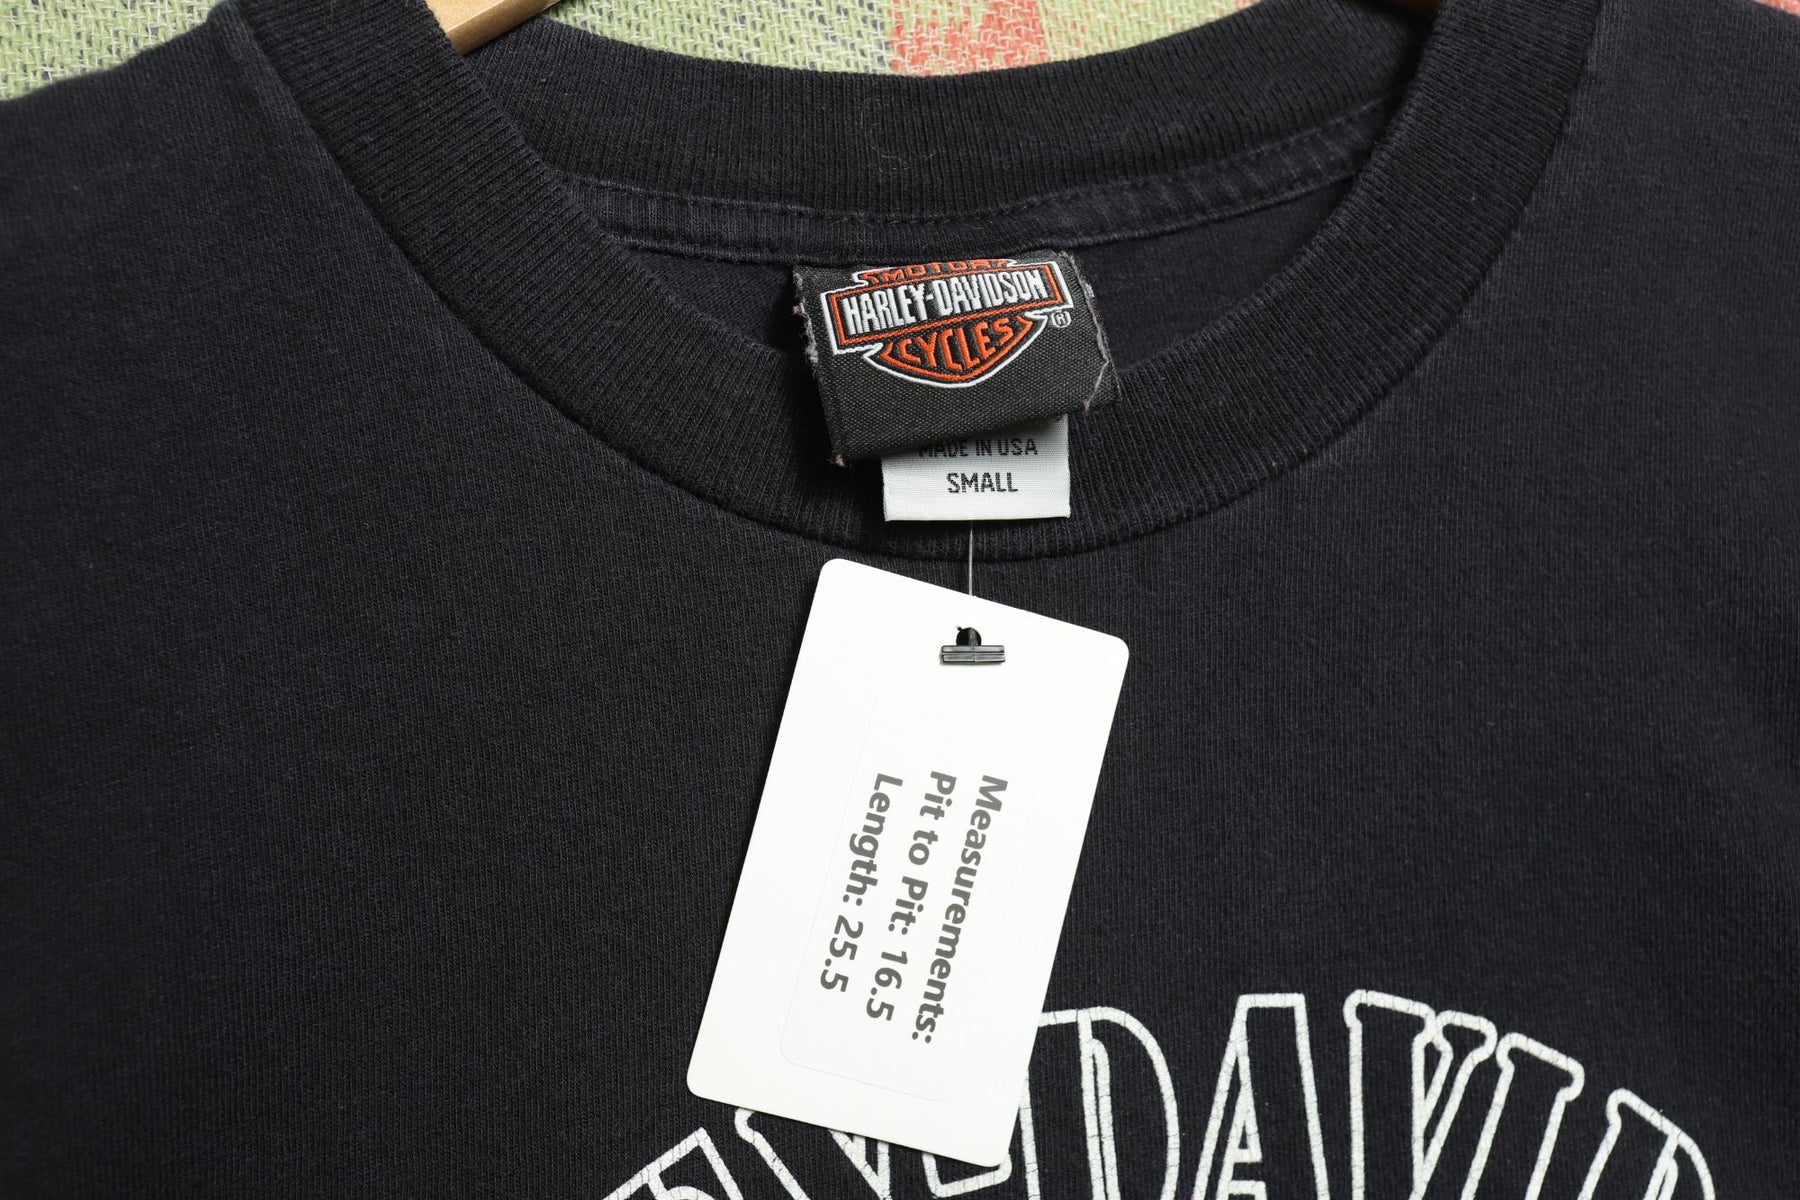 MOTOR
HARLEY-DAVIDSON
CYCLES
®
MADE IN USA
SMALL
Measurements:
Pit to Pit: 16.5
Length: 25.5